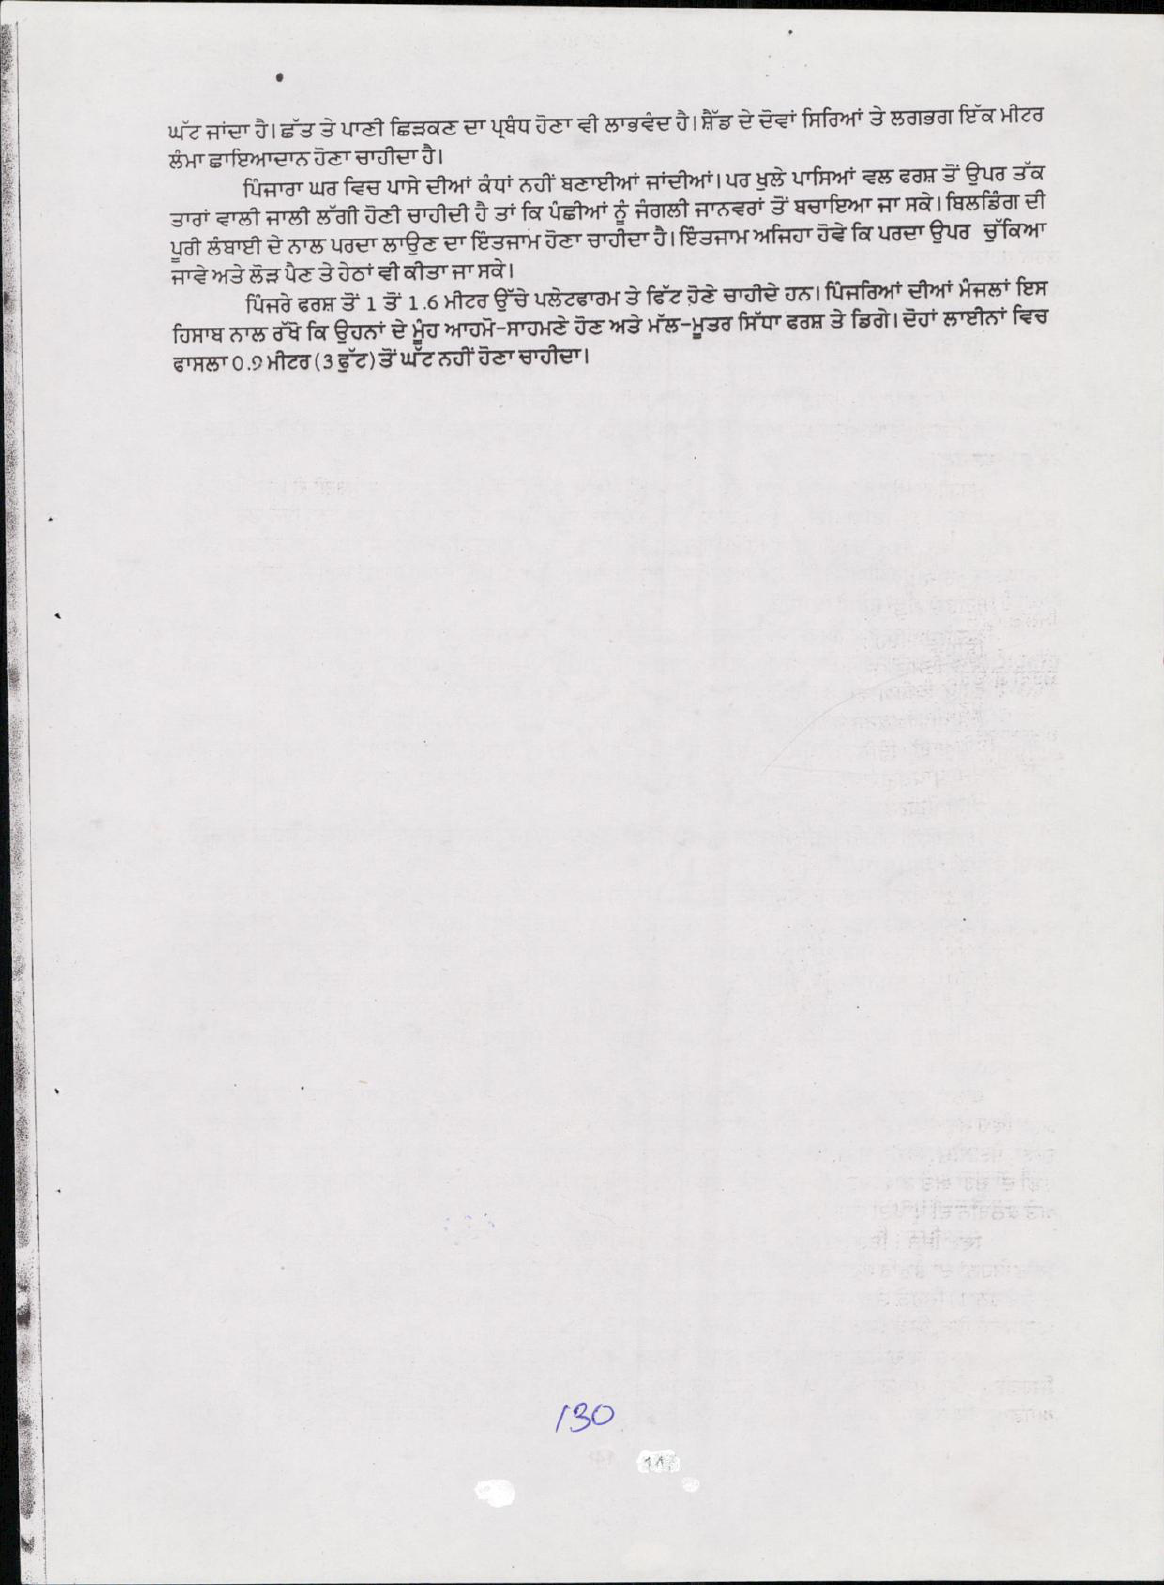 ਘੱਟ ਜਾਂਦਾ ਹੈ। ਛੱਤ ਤੇ ਪਾਣੀ ਛਿੜਕਣ ਦਾ ਪ੍ਰਬੰਧ ਹੋਣਾ ਵੀ ਲਾਭਵੰਦ ਹੈ। ਸ਼ੈੱਡ ਦੇ ਦੋਵਾਂ ਸਿਰਿਆਂ ਤੇ ਲਗਭਗ ਇੱਕ ਮੀਟਰ
ਲੰਮਾ ਛਾਇਆਦਾਨ ਹੋਣਾ ਚਾਹੀਦਾ ਹੈ।
ਪਿੰਜਾਰਾ ਘਰ ਵਿਚ ਪਾਸੇ ਦੀਆਂ ਕੰਧਾਂ ਨਹੀਂ ਬਣਾਈਆਂ ਜਾਂਦੀਆਂ। ਪਰ ਖੁਲੇ ਪਾਸਿਆਂ ਵਲ ਫਰਸ਼ ਤੋਂ ਉਪਰ ਤੱਕ
ਤਾਰਾਂ ਵਾਲੀ ਜਾਲੀ ਲੱਗੀ ਹੋਣੀ ਚਾਹੀਦੀ ਹੈ ਤਾਂ ਕਿ ਪੰਛੀਆਂ ਨੂੰ ਜੰਗਲੀ ਜਾਨਵਰਾਂ ਤੋਂ ਬਚਾਇਆ ਜਾ ਸਕੇ। ਬਿਲਡਿੰਗ ਦੀ
ਪੂਰੀ ਲੰਬਾਈ ਦੇ ਨਾਲ ਪਰਦਾ ਲਾਉਣ ਦਾ ਇੰਤਜਾਮ ਹੋਣਾ ਚਾਹੀਦਾ ਹੈ। ਇੰਤਜਾਮ ਅਜਿਹਾ ਹੋਵੇ ਕਿ ਪਰਦਾ ਉਪਰ ਚੁੱਕਿਆ
ਜਾਵੇ ਅਤੇ ਲੋੜ ਪੈਣ ਤੇ ਹੇਠਾਂ ਵੀ ਕੀਤਾ ਜਾ ਸਕੇ।
ਪਿੰਜਰੇ ਫਰਸ਼ ਤੋਂ 1 ਤੋਂ 1.6 ਮੀਟਰ ਉੱਚੇ ਪਲੇਟਫਾਰਮ ਤੇ ਫਿੱਟ ਹੋਣੇ ਚਾਹੀਦੇ ਹਨ। ਪਿੰਜਰਿਆਂ ਦੀਆਂ ਮੰਜਲਾਂ ਇਸ
ਹਿਸਾਬ ਨਾਲ ਰੱਖੋ ਕਿ ਉਹਨਾਂ ਦੇ ਮੂੰਹ ਆਹਮੋ-ਸਾਹਮਣੇ ਹੋਣ ਅਤੇ ਮੱਲ-ਮੂਤਰ ਸਿੱਧਾ ਫਰਸ਼ ਤੇ ਡਿਗੇ। ਦੋਹਾਂ ਲਾਈਨਾਂ ਵਿਚ
ਫਾਸਲਾ 0.9 ਮੀਟਰ (3 ਫੁੱਟ) ਤੋਂ ਘੱਟ ਨਹੀਂ ਹੋਣਾ ਚਾਹੀਦਾ।
130